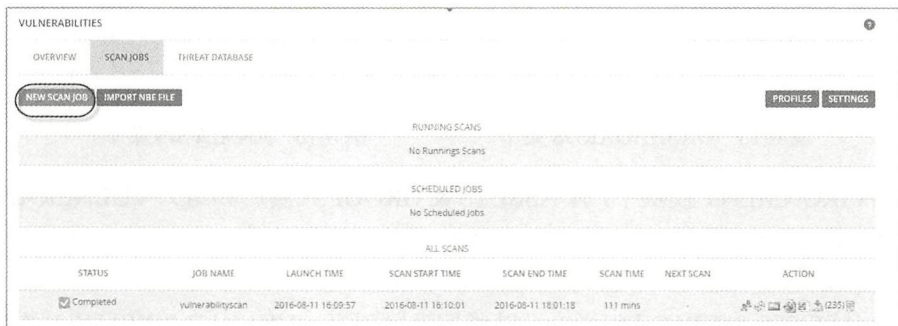 VULNERABILITIES
OVERVIEW SCAN JOBS THREAT DATABASE
NEW SCAN JOB IMPORT NBE FILE PROFILES SETTINGS
RUNNING SCANS
No Runnings Scans
SCHEDULED JOBS
No Scheduled Jobs
ALL SCANS
STATUS JOB NAME LAUNCH TIME SCAN START TIME SCAN END TIME SCAN TIME NEXT SCAN ACTION
Completed vulnerabilityscan 2016-08-11 16:09:57 2016-08-11 16:10:01 2016-08-11 18:01:18 111 mins - (235)